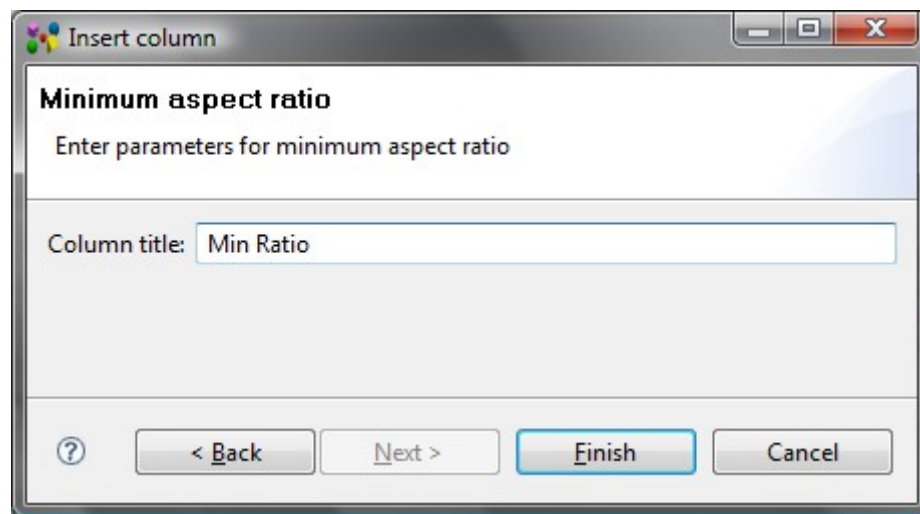 Insert column
Minimum aspect ratio
Enter parameters for minimum aspect ratio
Column title: Min Ratio
? < Back Next > Finish Cancel